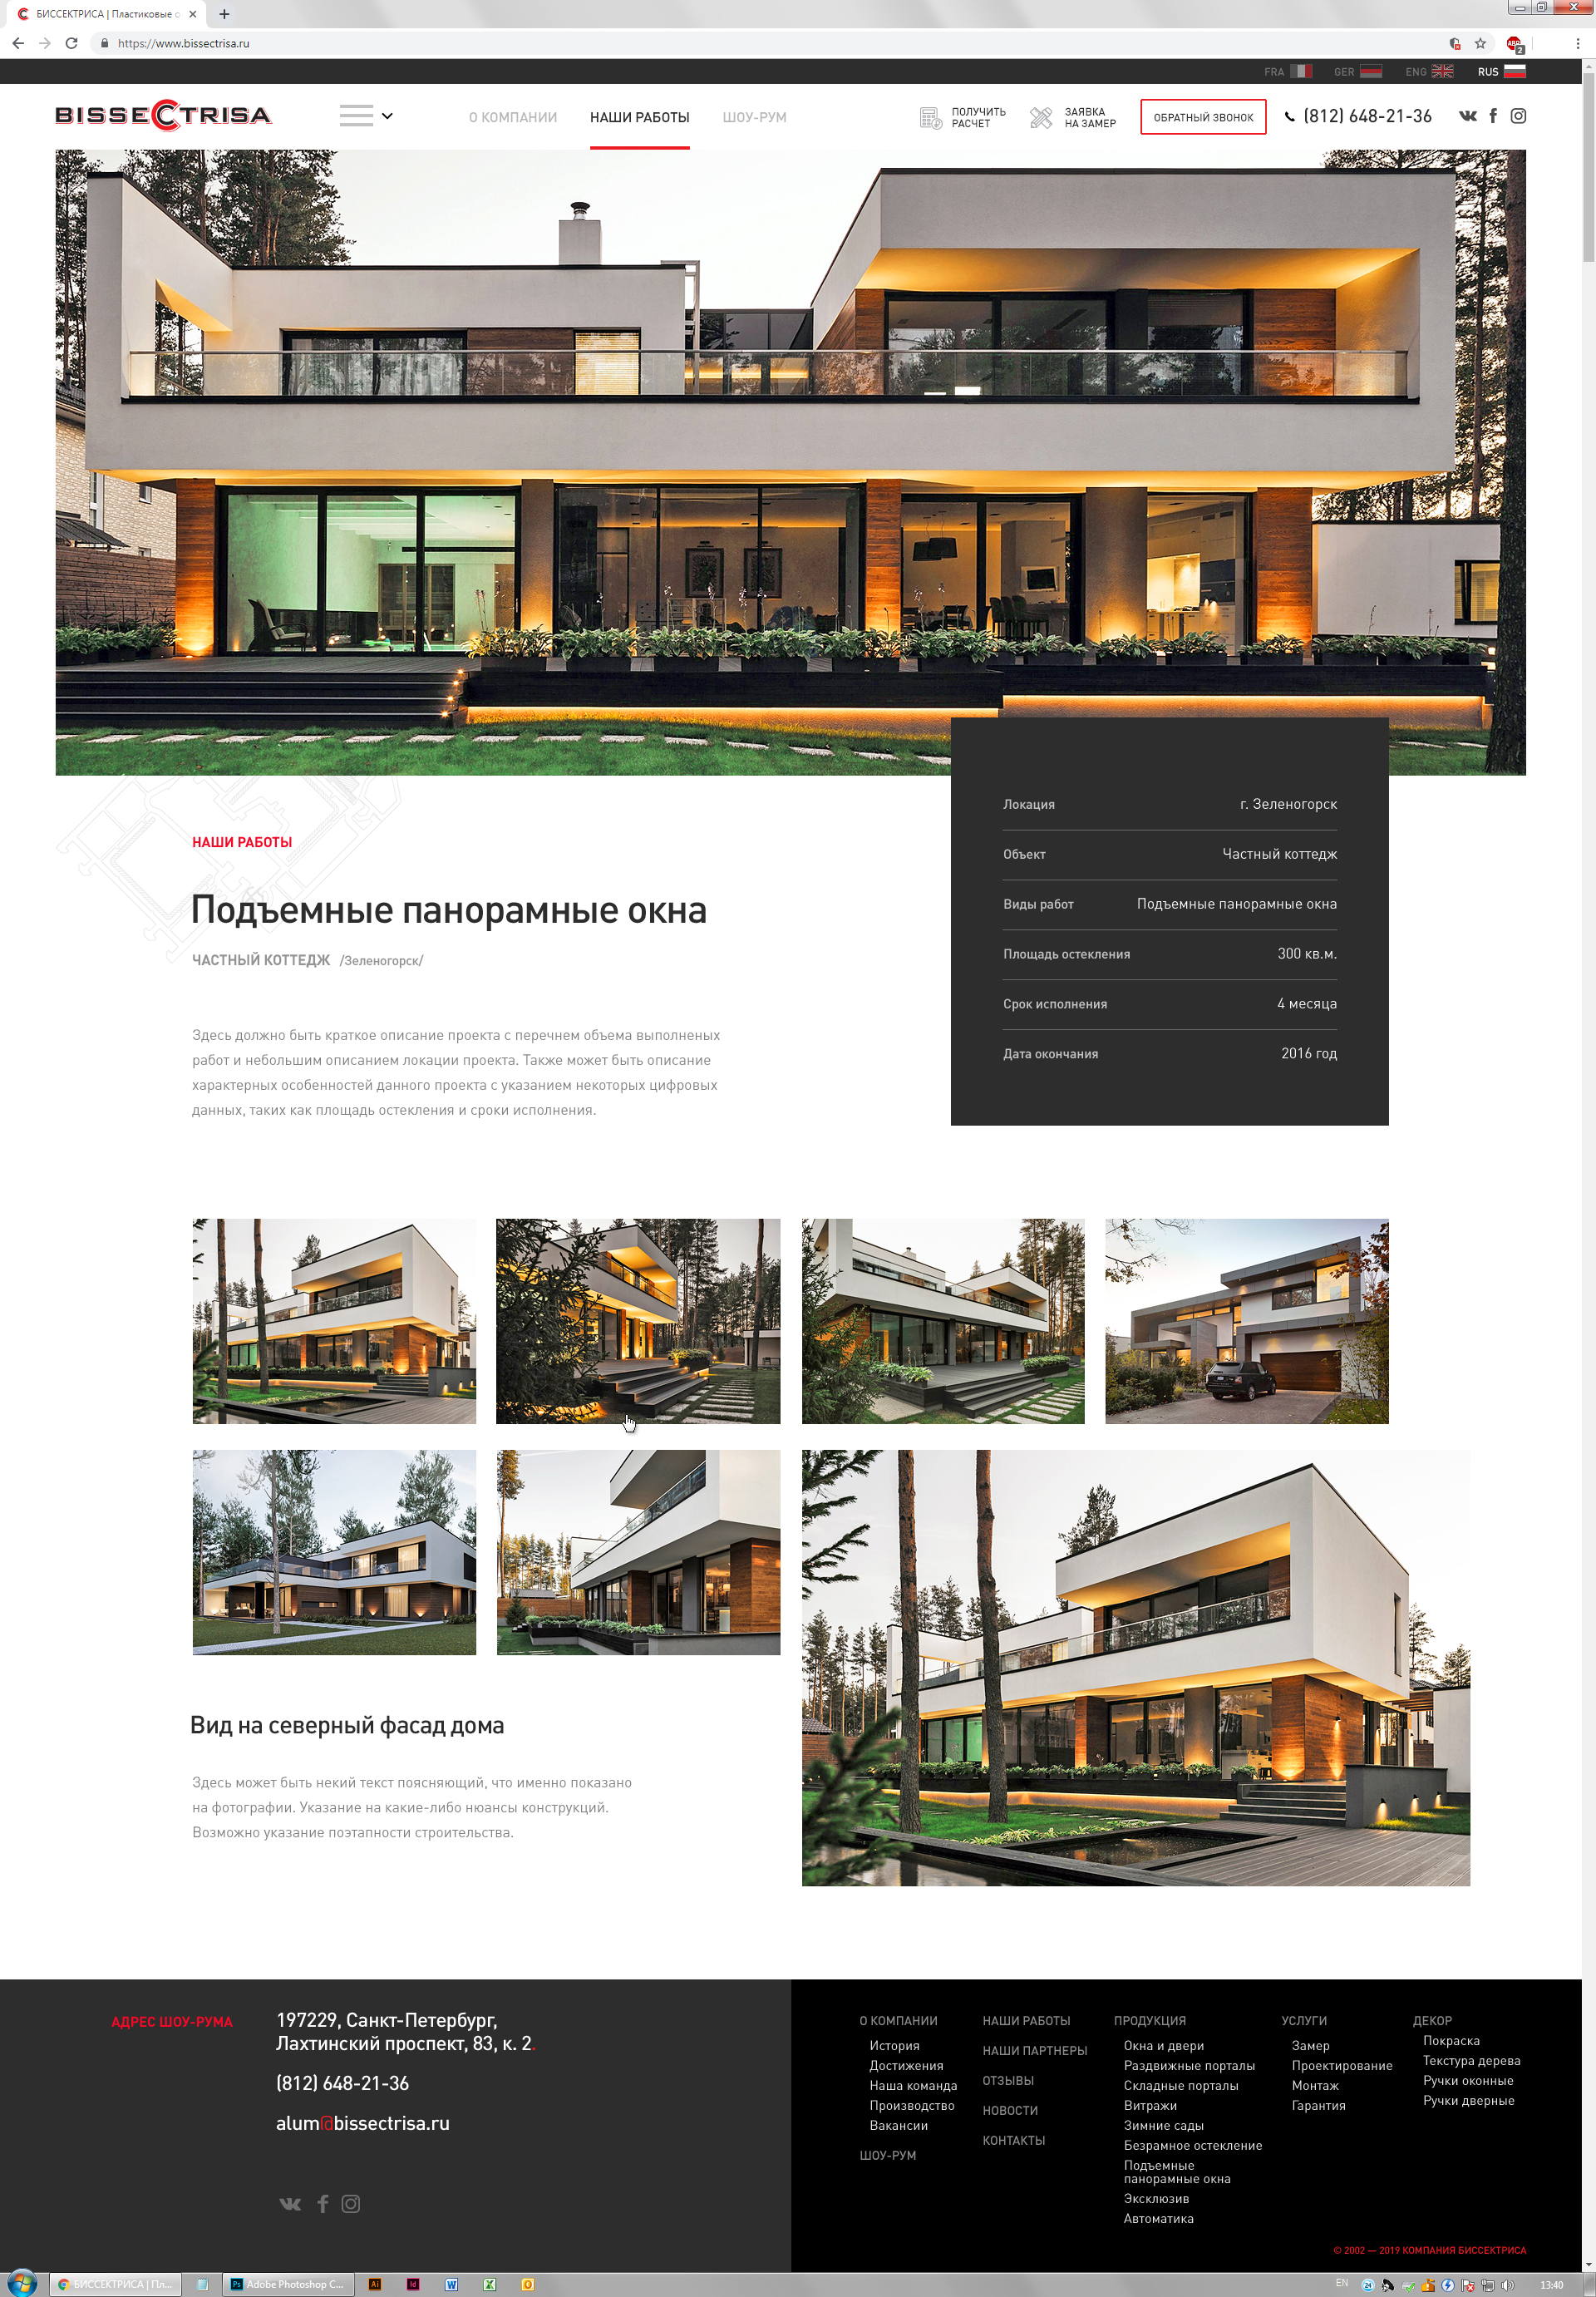 БИССЕКТРИСА | Пластиковые о
https://www.bissectrisa.ru
2
FRA
GER
ENG
RUS
BISSECTRISA
О КОМПАНИИ
НАШИ РАБОТЫ
ШОУ-РУМ
ПОЛУЧИТЬ
РАСЧЕТ
ЗАЯВКА
НА ЗАМЕР
ОБРАТНЫЙ ЗВОНОК
(812) 648-21-36
НАШИ РАБОТЫ
Подъемные панорамные окна
ЧАСТНЫЙ КОТТЕДЖ /Зеленогорск/
Здесь должно быть краткое описание проекта с перечнем объема выполненых
работ и небольшим описанием локации проекта. Также может быть описание
характерных особенностей данного проекта с указанием некоторых цифровых
данных, таких как площадь остекления и сроки исполнения.
Локация г. Зеленогорск
Объект Частный коттедж
Виды работ Подъемные панорамные окна
Площадь остекления 300 кв.м.
Срок исполнения 4 месяца
Дата окончания 2016 год
Вид на северный фасад дома
Здесь может быть некий текст поясняющий, что именно показано
на фотографии. Указание на какие-либо нюансы конструкций.
Возможно указание поэтапности строительства.
АДРЕС ШОУ-РУМА
197229, Санкт-Петербург,
Лахтинский проспект, 83, к. 2.
(812) 648-21-36
alum@bissectrisa.ru
О КОМПАНИИ
История
Достижения
Наша команда
Производство
Вакансии
ШОУ-РУМ
НАШИ РАБОТЫ
НАШИ ПАРТНЕРЫ
ОТЗЫВЫ
НОВОСТИ
КОНТАКТЫ
ПРОДУКЦИЯ
Окна и двери
Раздвижные порталы
Складные порталы
Витражи
Зимние сады
Безрамное остекление
Подъемные
панорамные окна
Эксклюзив
Автоматика
УСЛУГИ
Замер
Проектирование
Монтаж
Гарантия
ДЕКОР
Покраска
Текстура дерева
Ручки оконные
Ручки дверные
© 2002 — 2019 КОМПАНИЯ БИССЕКТРИСА
БИССЕКТРИСА | Пл...
Ps Adobe Photoshop C...
Ai
Id
W
X
O
EN
24
13:40